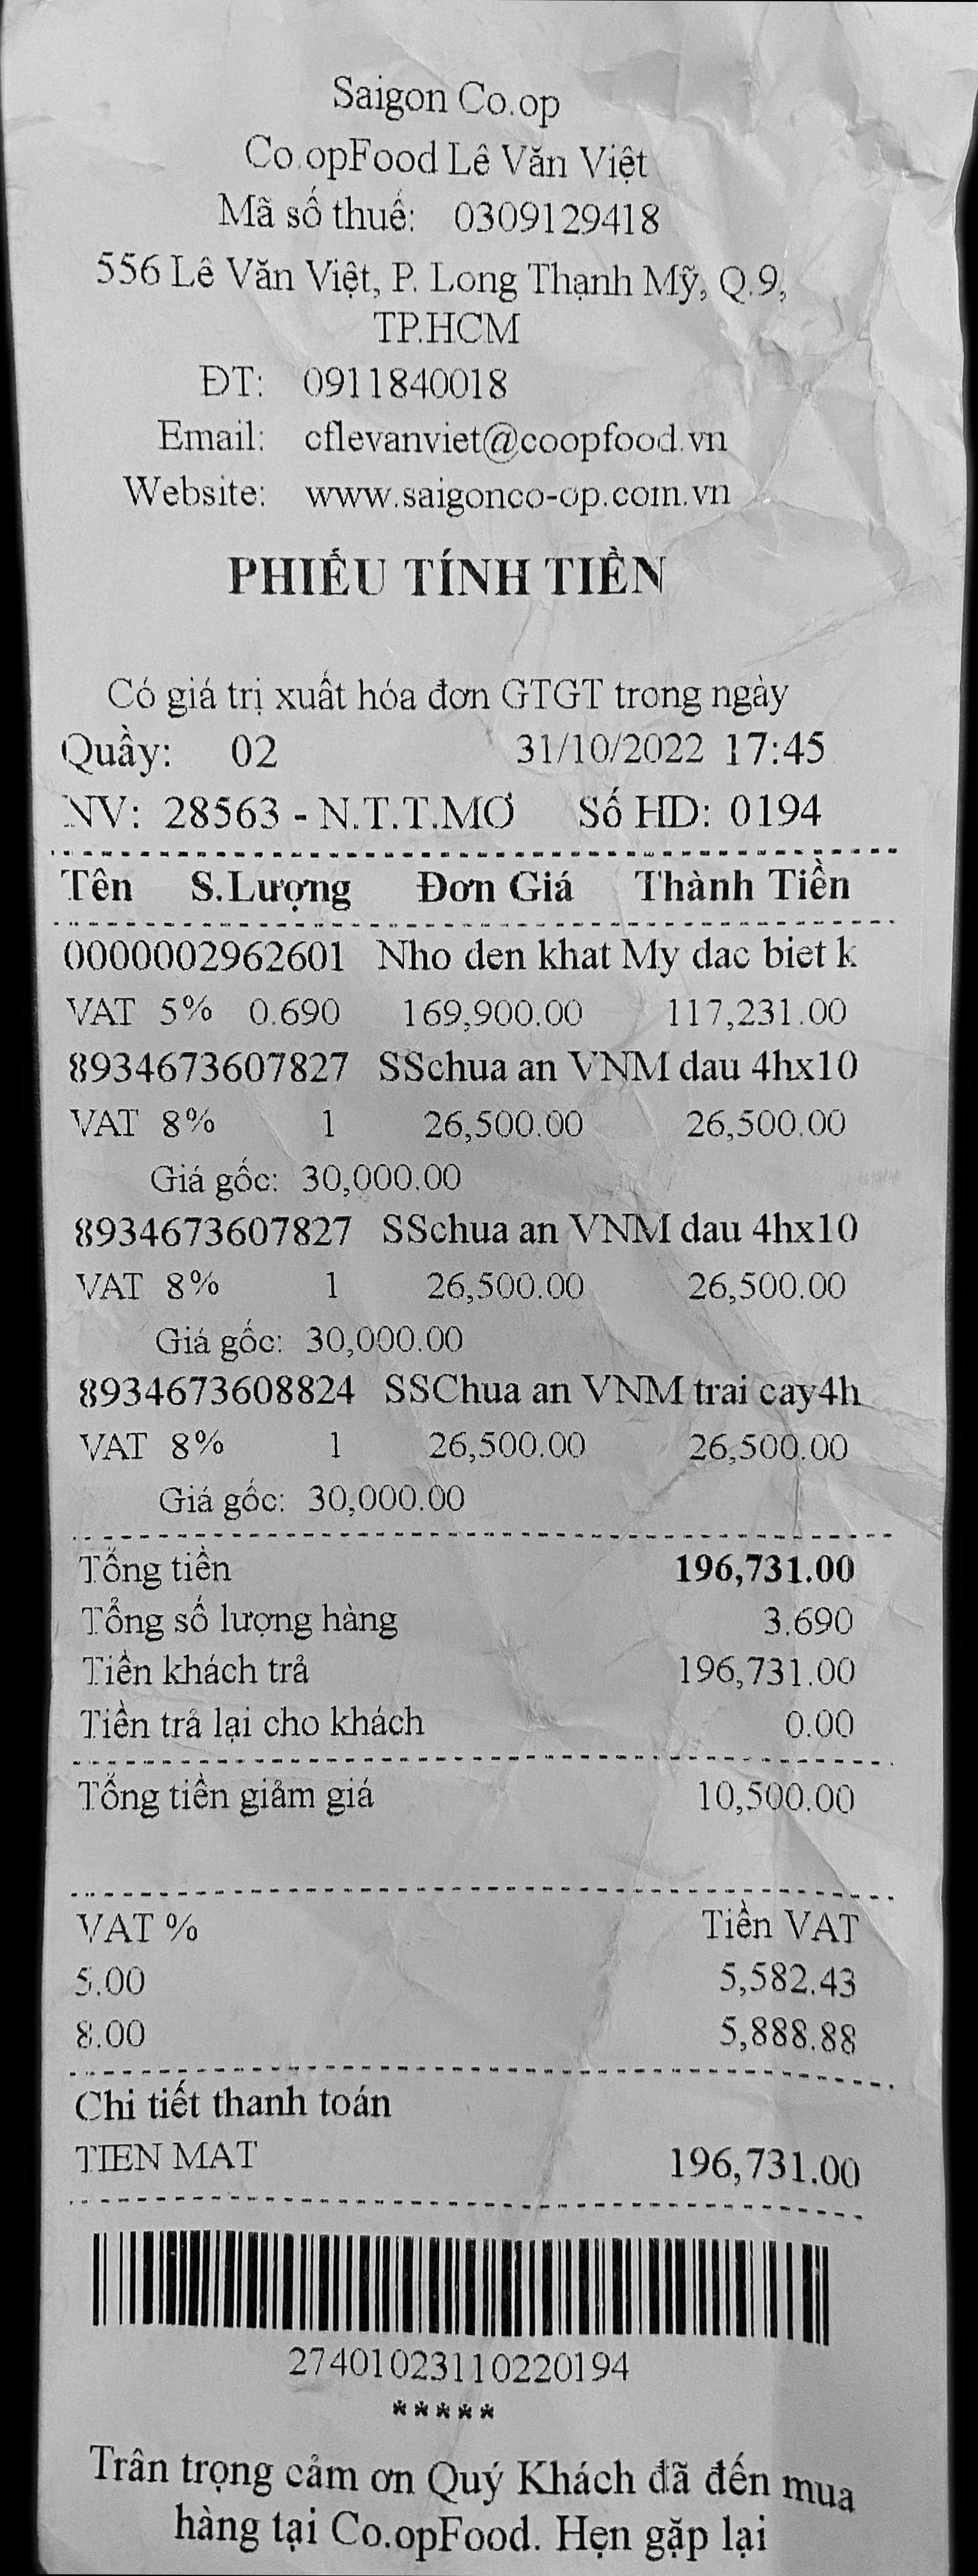 Saigon Co.op
Co.opFood Lê Văn Việt
Mã số thuế: 0309129418
556 Lê Văn Việt, P. Long Thạnh Mỹ, Q.9,
TP.HCM
ĐT: 0911840018
Email: cflevanviet@coopfood.vn
Website: www.saigonco-op.com.vn
PHIẾU TÍNH TIỀN
Có giá trị xuất hóa đơn GTGT trong ngày
Quầy: 02 31/10/2022 17:45
NV: 28563 - N.T.T.MƠ Số HD: 0194
Tên S.Lượng Đơn Giá Thành Tiền
0000002962601 Nho den khat My dac biet k
VAT 5% 0.690 169,900.00 117,231.00
8934673607827 SSchua an VNM dau 4hx10
VAT 8% 1 26,500.00 26,500.00
Giá gốc: 30,000.00
8934673607827 SSchua an VNM dau 4hx10
VAT 8% 1 26,500.00 26,500.00
Giá gốc: 30,000.00
8934673608824 SSChua an VNM trai cay4h
VAT 8% 1 26,500.00 26,500.00
Giá gốc: 30,000.00
Tổng tiền 196,731.00
Tổng số lượng hàng 3.690
Tiền khách trả 196,731.00
Tiền trả lại cho khách 0.00
Tổng tiền giảm giá 10,500.00
VAT % Tiền VAT
5.00 5,582.43
8.00 5,888.88
Chi tiết thanh toán
TIEN MAT 196,731.00
27401023110220194
*****
Trân trọng cảm ơn Quý Khách đã đến mua
hàng tại Co.opFood. Hẹn gặp lại